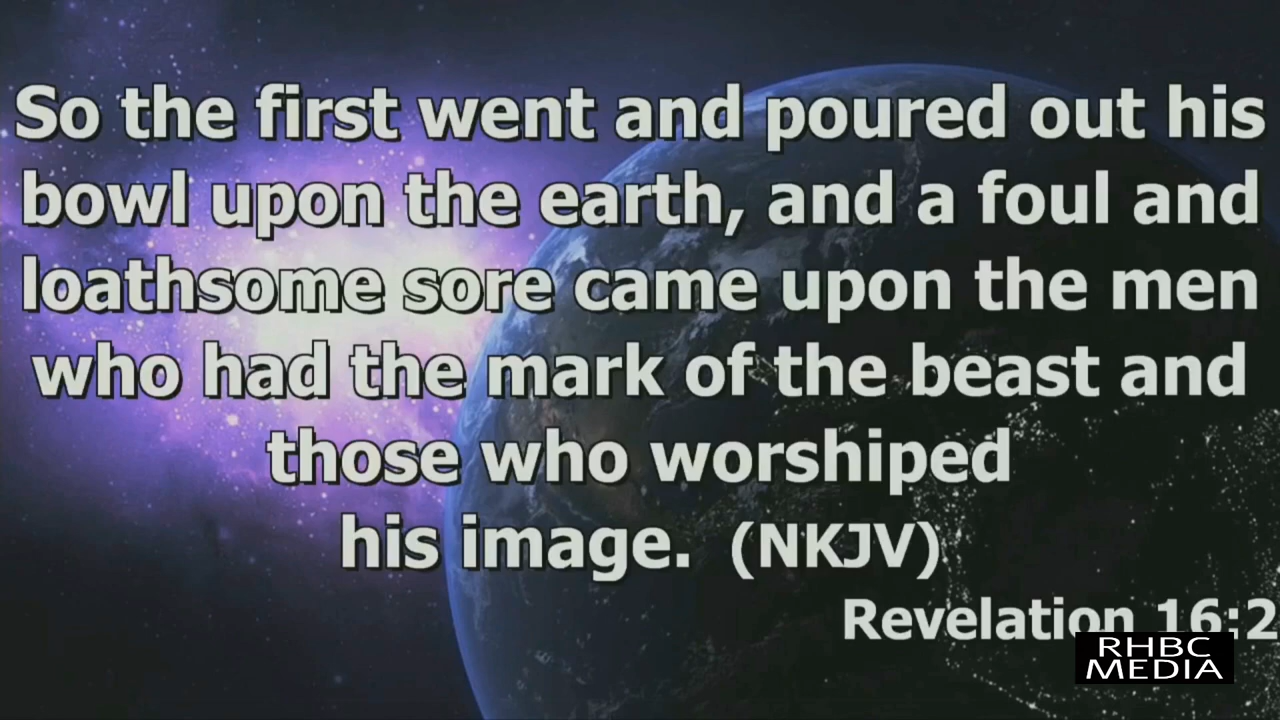 So the first went and poured out his
bowl upon the earth, and a foul and
loathsome sore came upon the men
who had the mark of the beast and
those who worshiped
his image. (NKJV)
Revelation 16:2
RHBC
MEDIA